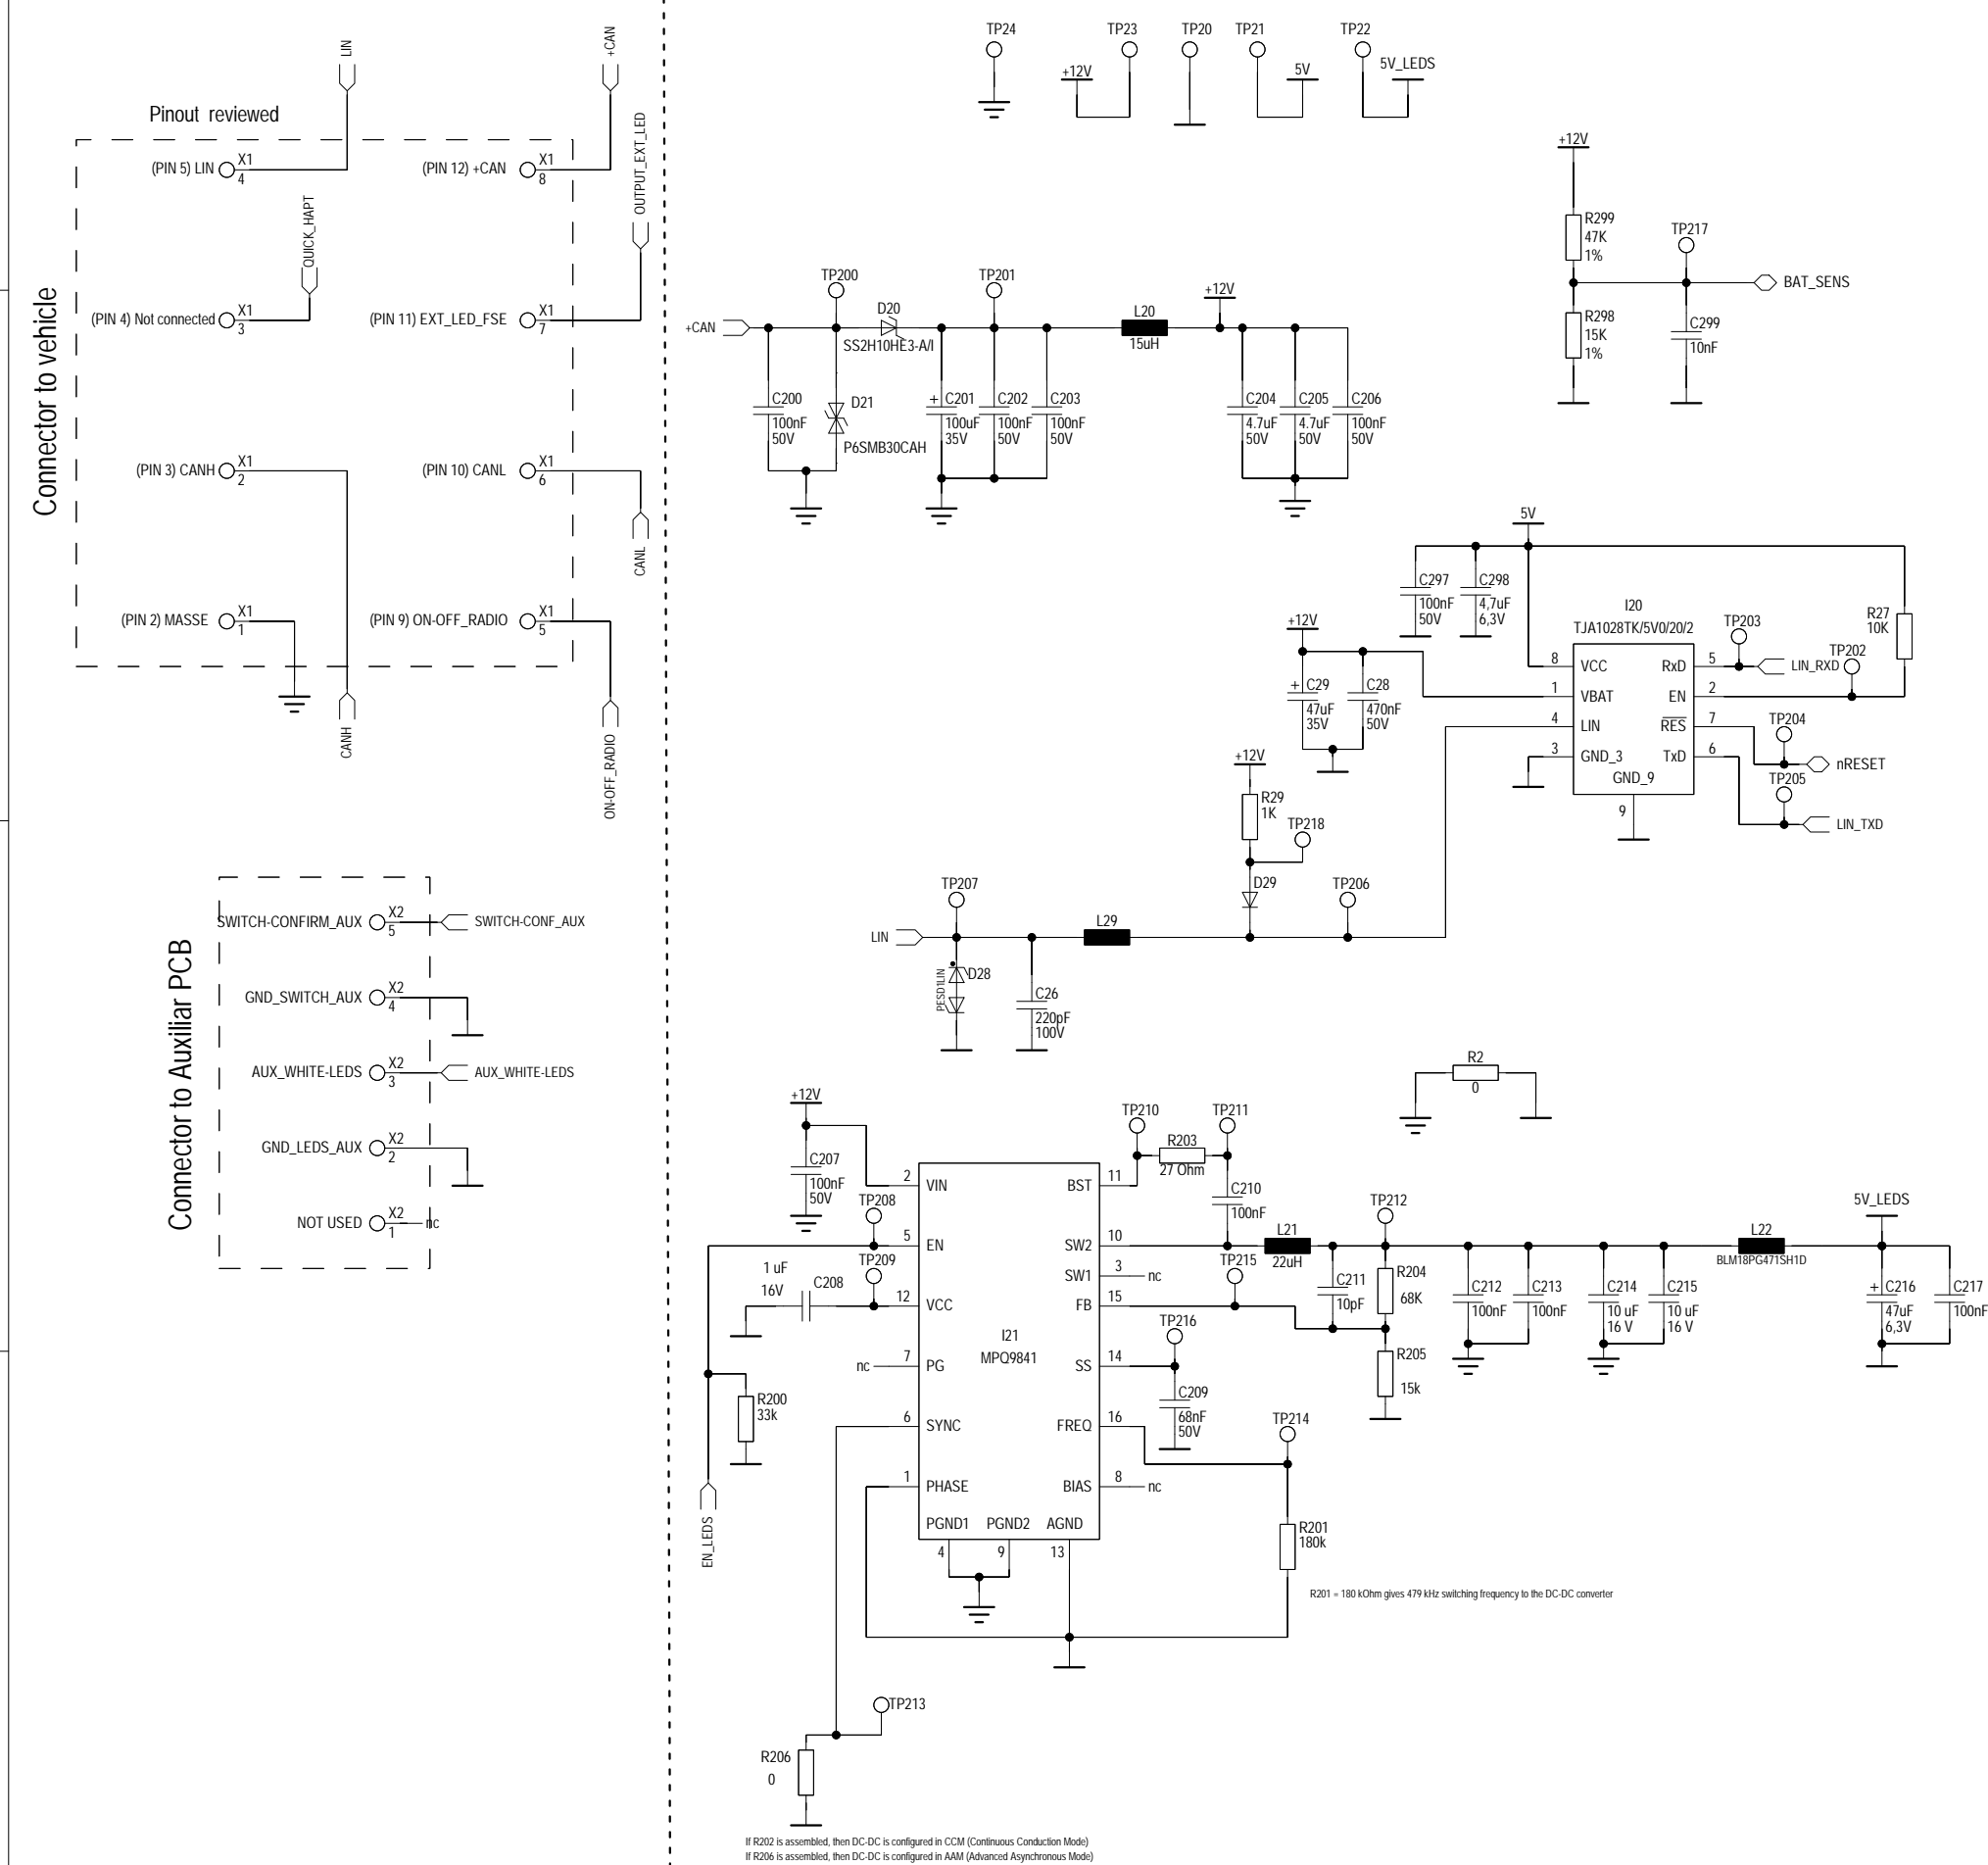 LIN
+CAN
Pinout reviewed
Connector to vehicle
(PIN 5) LIN
X1
4
(PIN 12) +CAN
X1
8
OUTPUT_EXT_LED
QUICK_HAPT
(PIN 4) Not connected
X1
3
(PIN 11) EXT_LED_FSE
X1
7
(PIN 3) CANH
X1
2
(PIN 10) CANL
X1
6
CANL
(PIN 2) MASSE
X1
1
(PIN 9) ON-OFF_RADIO
X1
5
CANH
ON-OFF_RADIO
Connector to Auxiliar PCB
SWITCH-CONFIRM_AUX
X2
5
SWITCH-CONF_AUX
GND_SWITCH_AUX
X2
4
AUX_WHITE-LEDS
X2
3
AUX_WHITE-LEDS
GND_LEDS_AUX
X2
2
NOT USED
X2
1
nc
TP24
TP23
+12V
TP20
TP21
5V
TP22
5V_LEDS
+12V
R299
47K
1%
TP217
BAT_SENS
R298
15K
1%
C299
10nF
+CAN
TP200
D20
SS2H10HE3-A/I
TP201
L20
15uH
+12V
C200
100nF
50V
D21
P6SMB30CAH
C201
+
100uF
35V
C202
100nF
50V
C203
100nF
50V
C204
4.7uF
50V
C205
4.7uF
50V
C206
100nF
50V
5V
C297
100nF
50V
C298
4,7uF
6,3V
I20
TJA1028TK/5V0/20/2
R27
10K
TP203
TP202
8
VCC
RxD
5
LIN_RXD
1
VBAT
EN
2
4
LIN
RES
7
TP204
3
GND_3
TxD
6
nRESET
GND_9
TP205
9
LIN_TXD
+12V
+
C29
47uF
35V
C28
470nF
50V
+12V
R29
1K
TP218
D29
TP207
TP206
LIN
L29
PESD1LIN
D28
C26
220pF
100V
R2
0
+12V
C207
100nF
50V
TP208
TP209
1 uF
16V
C208
TP210
TP211
R203
27 Ohm
C210
100nF
2
VIN
BST
11
5
EN
SW2
10
SW1
3
nc
12
VCC
FB
15
I21
MPQ9841
nc
7
PG
SS
14
6
SYNC
FREQ
16
1
PHASE
BIAS
8
nc
PGND1
PGND2
AGND
4
9
13
R200
33k
EN_LEDS
L21
22uH
TP215
TP212
C211
10pF
R204
68K
R205
15k
TP216
C209
68nF
50V
TP214
R201
180k
C212
100nF
C213
100nF
C214
10 uF
16 V
C215
10 uF
16 V
L22
BLM18PG471SH1D
5V_LEDS
+
C216
47uF
6,3V
C217
100nF
R201 = 180 kOhm gives 479 kHz switching frequency to the DC-DC converter
TP213
R206
0
If R202 is assembled, then DC-DC is configured in CCM (Continuous Conduction Mode)
If R206 is assembled, then DC-DC is configured in AAM (Advanced Asynchronous Mode)